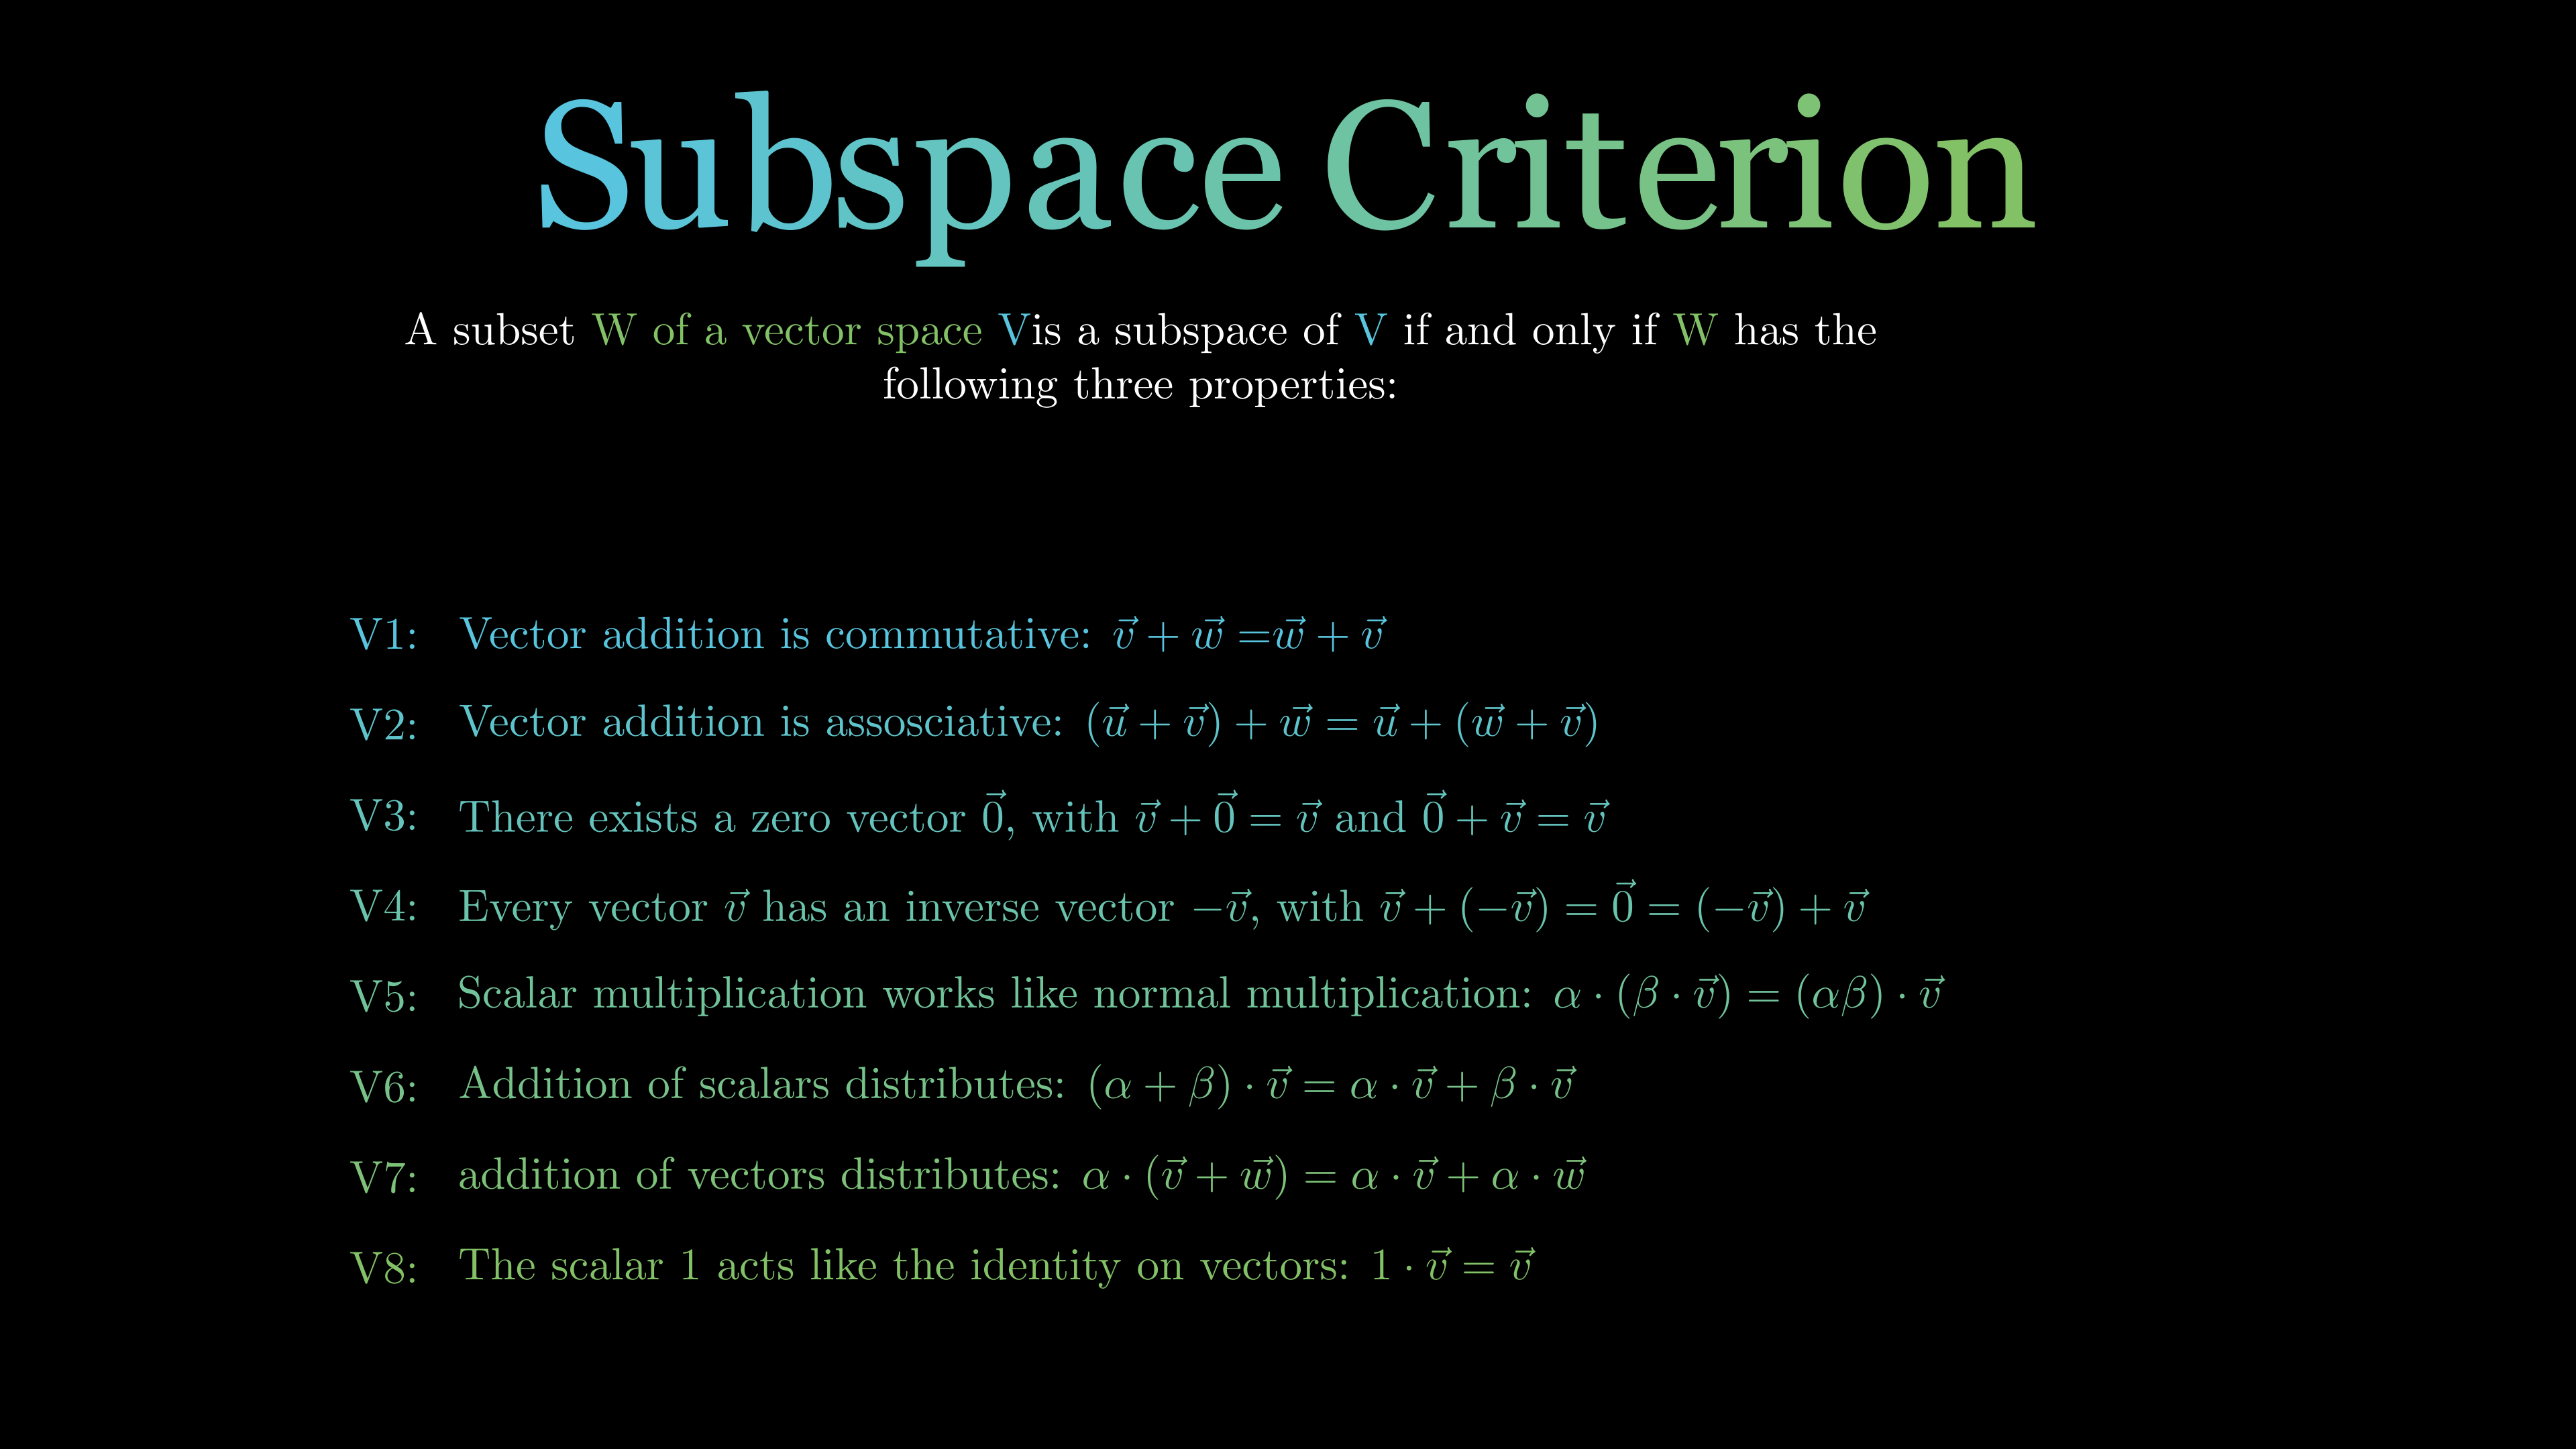 Subspace Criterion
A subset W of a vector space Vis a subspace of V if and only if W has the
following three properties:
V1: Vector addition is commutative: $\vec{v} + \vec{w} = \vec{w} + \vec{v}$
V2: Vector addition is assosciative: $(\vec{u} + \vec{v}) + \vec{w} = \vec{u} + (\vec{w} + \vec{v})$
V3: There exists a zero vector $\vec{0}$, with $\vec{v} + \vec{0} = \vec{v}$ and $\vec{0} + \vec{v} = \vec{v}$
V4: Every vector $\vec{v}$ has an inverse vector $-\vec{v}$, with $\vec{v} + (-\vec{v}) = \vec{0} = (-\vec{v}) + \vec{v}$
V5: Scalar multiplication works like normal multiplication: $\alpha \cdot (\beta \cdot \vec{v}) = (\alpha\beta) \cdot \vec{v}$
V6: Addition of scalars distributes: $(\alpha + \beta) \cdot \vec{v} = \alpha \cdot \vec{v} + \beta \cdot \vec{v}$
V7: addition of vectors distributes: $\alpha \cdot (\vec{v} + \vec{w}) = \alpha \cdot \vec{v} + \alpha \cdot \vec{w}$
V8: The scalar 1 acts like the identity on vectors: $1 \cdot \vec{v} = \vec{v}$